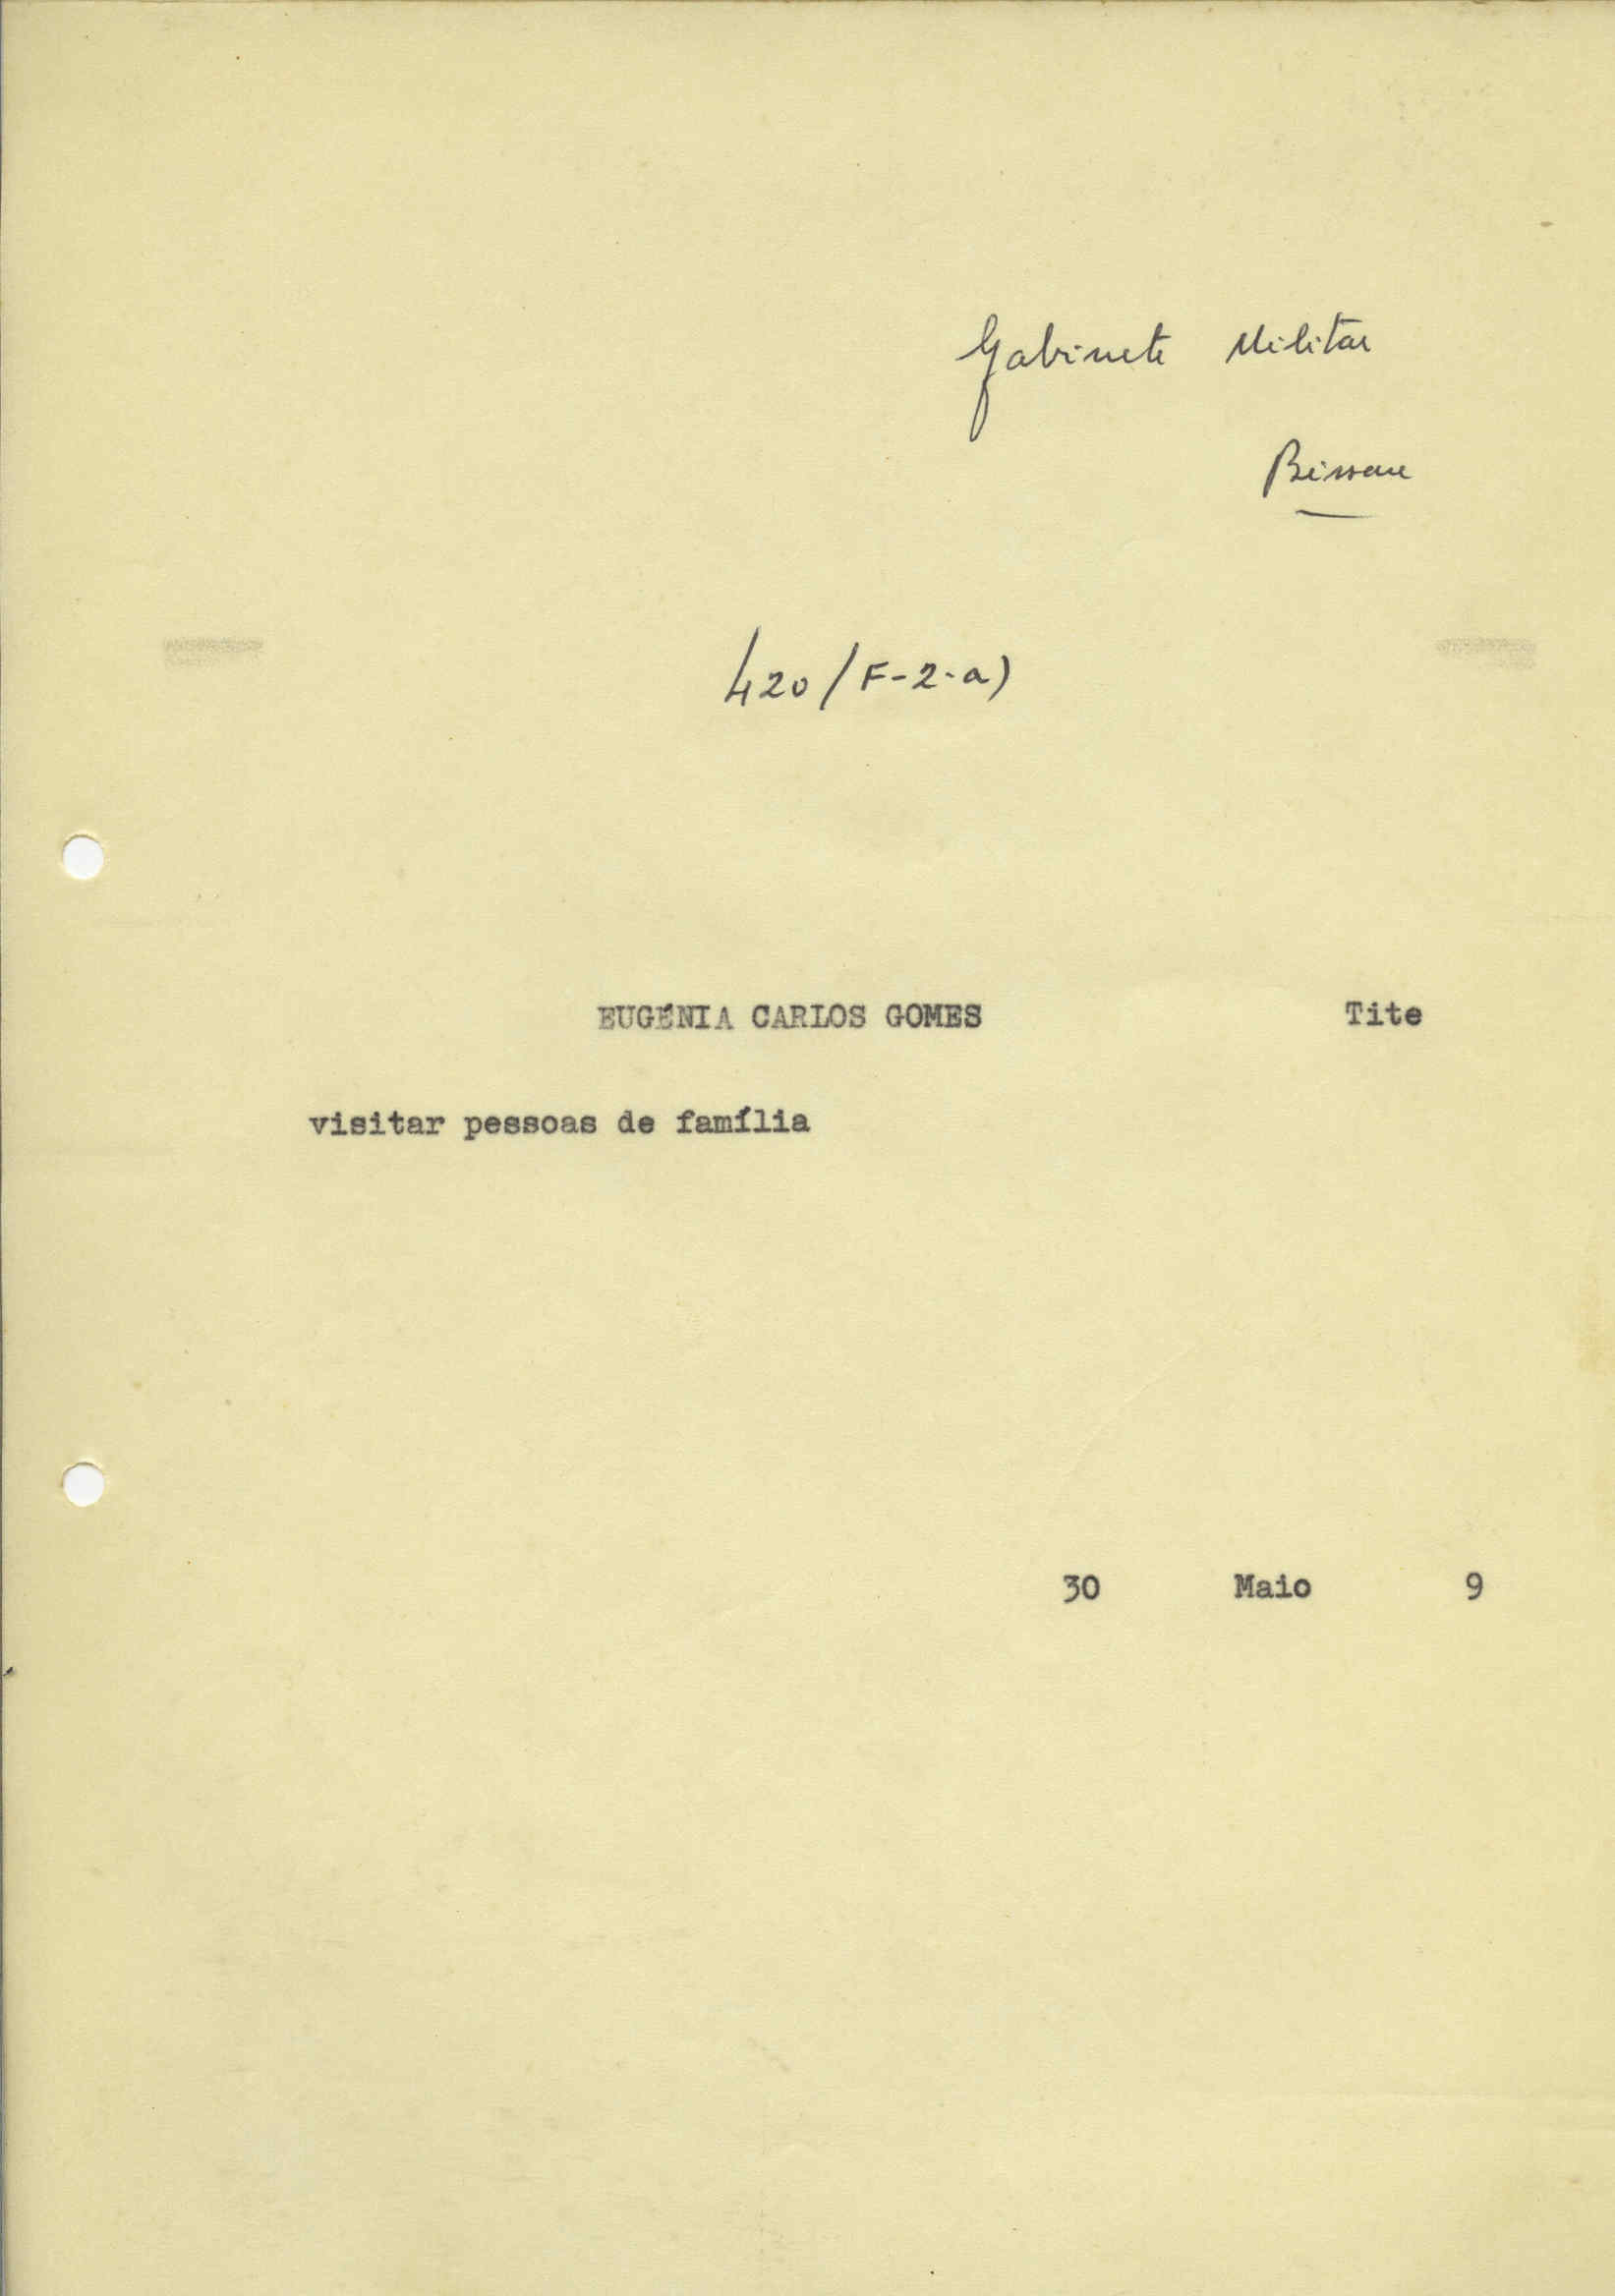 Gabinete Militar
Bissau
420/F-2-a)
EUGÉNIA CARLOS GOMES Tite
visitar pessoas de família
30 Maio 9